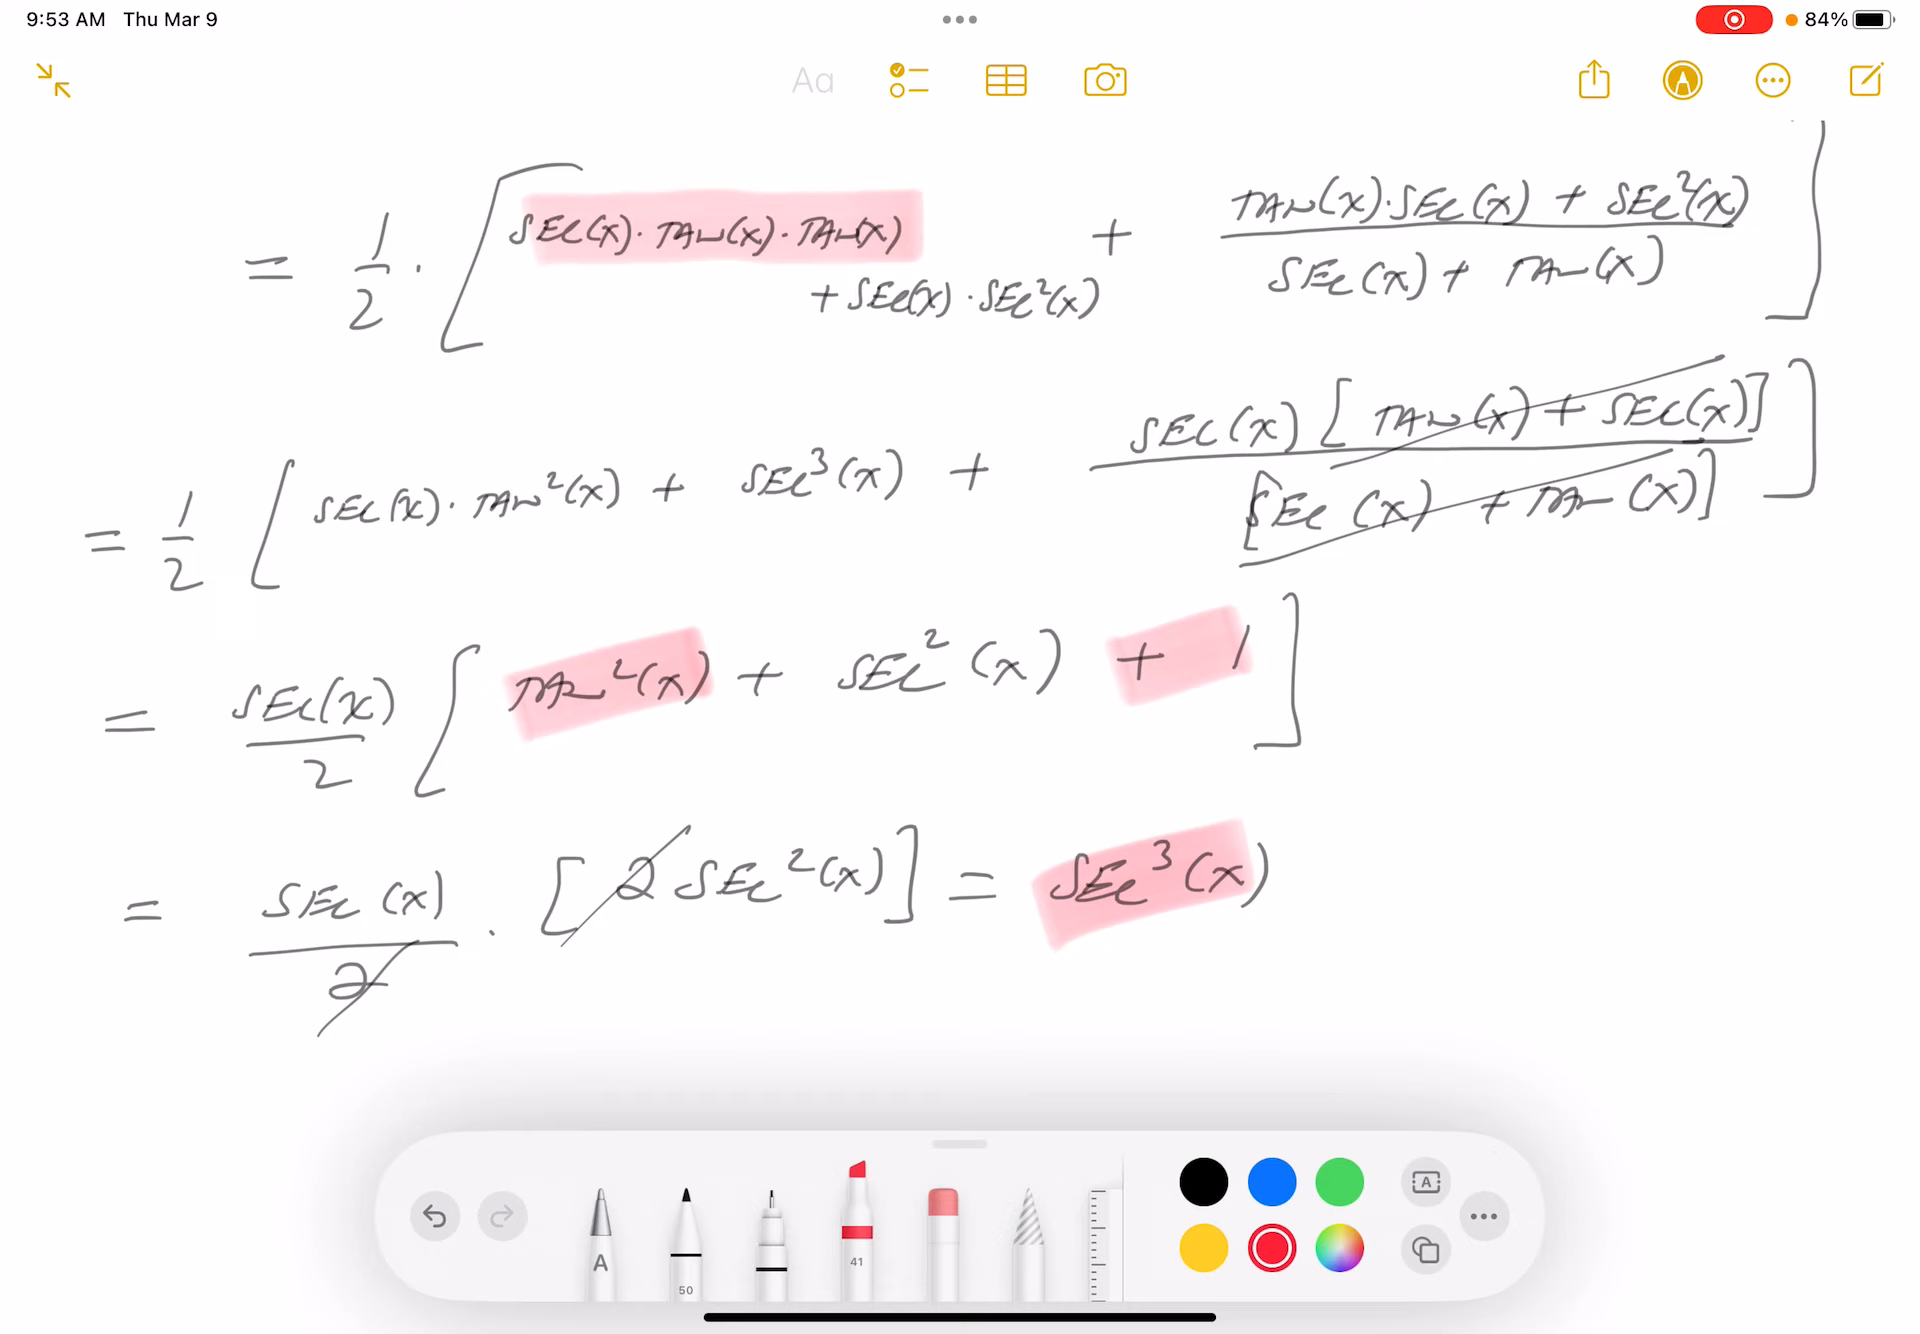 9:53 AM Thu Mar 9
84%
Aa
= 1/2 · [SEC(x) · TAN(x) · TAN(x) + SEC(x) · SEC²(x) + (TAN(x) · SEC(x) + SEC²(x)) / (SEC(x) + TAN(x))]
= 1/2 [SEC(x) · TAN²(x) + SEC³(x) + SEC(x) [TAN(x) + SEC(x)] / [SEC(x) + TAN(x)]]
= SEC(x)/2 [TAN²(x) + SEC²(x) + 1]
= SEC(x)/2 · [2 SEC²(x)] = SEC³(x)
A
50
41
A